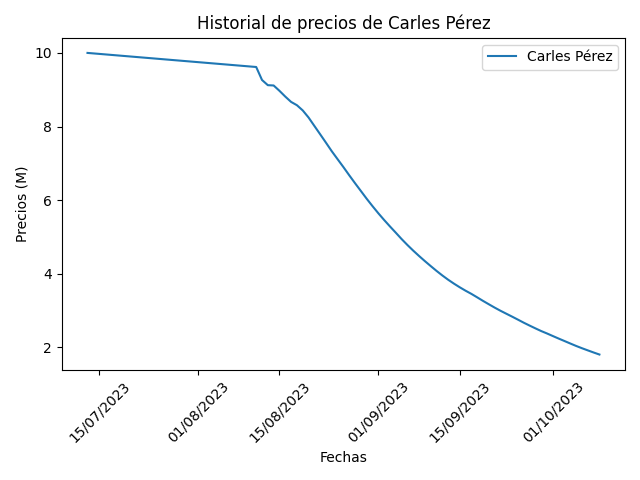 Historial de precios de Carles Pérez
Carles Pérez
Precios (M)
10
8
6
4
2
15/07/2023
01/08/2023
15/08/2023
01/09/2023
15/09/2023
01/10/2023
Fechas